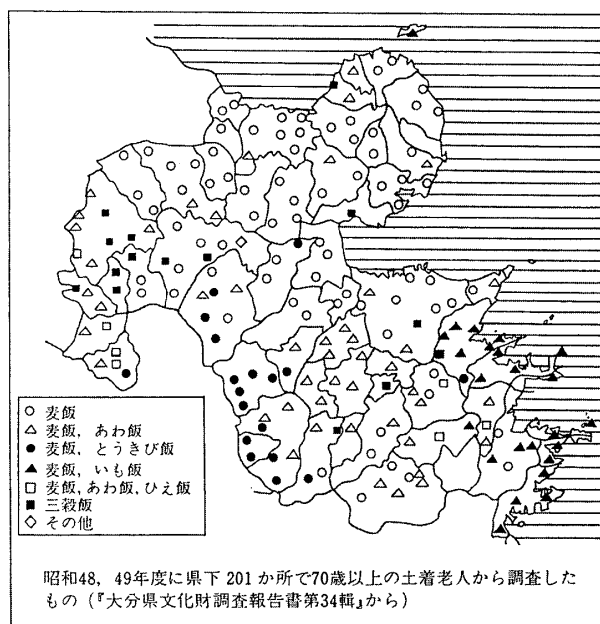 ○ 麦飯
△ 麦飯，あわ飯
● 麦飯，とうきび飯
▲ 麦飯，いも飯
□ 麦飯，あわ飯，ひえ飯
■ 三穀飯
◇ その他
昭和48，49年度に県下 201 か所で70歳以上の土着老人から調査した
もの（『大分県文化財調査報告書第34輯』から）